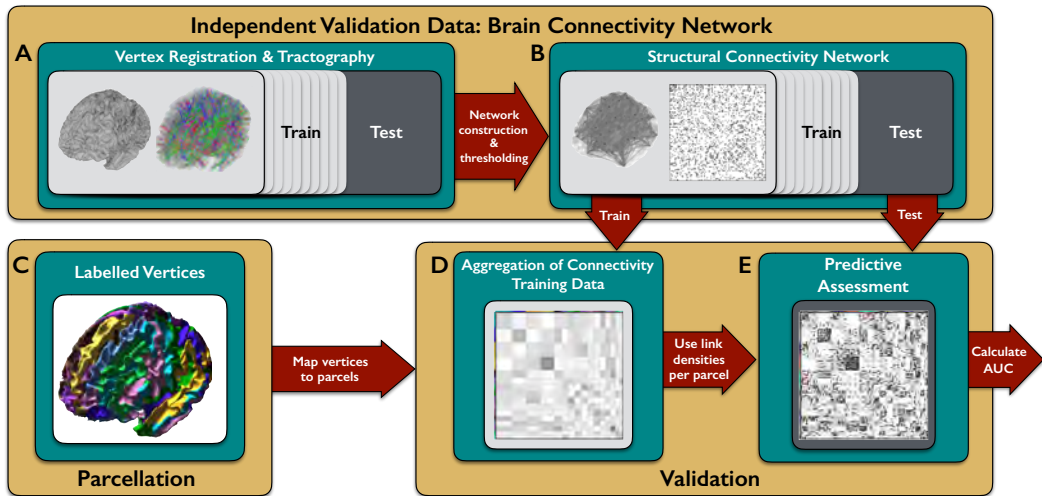 Independent Validation Data: Brain Connectivity Network
A
Vertex Registration & Tractography
Train
Test
Network
construction
&
thresholding
B
Structural Connectivity Network
Train
Test
Train
Test
C
Labelled Vertices
Parcellation
Map vertices
to parcels
D
Aggregation of Connectivity
Training Data
Use link
densities
per parcel
E
Predictive
Assessment
Calculate
AUC
Validation